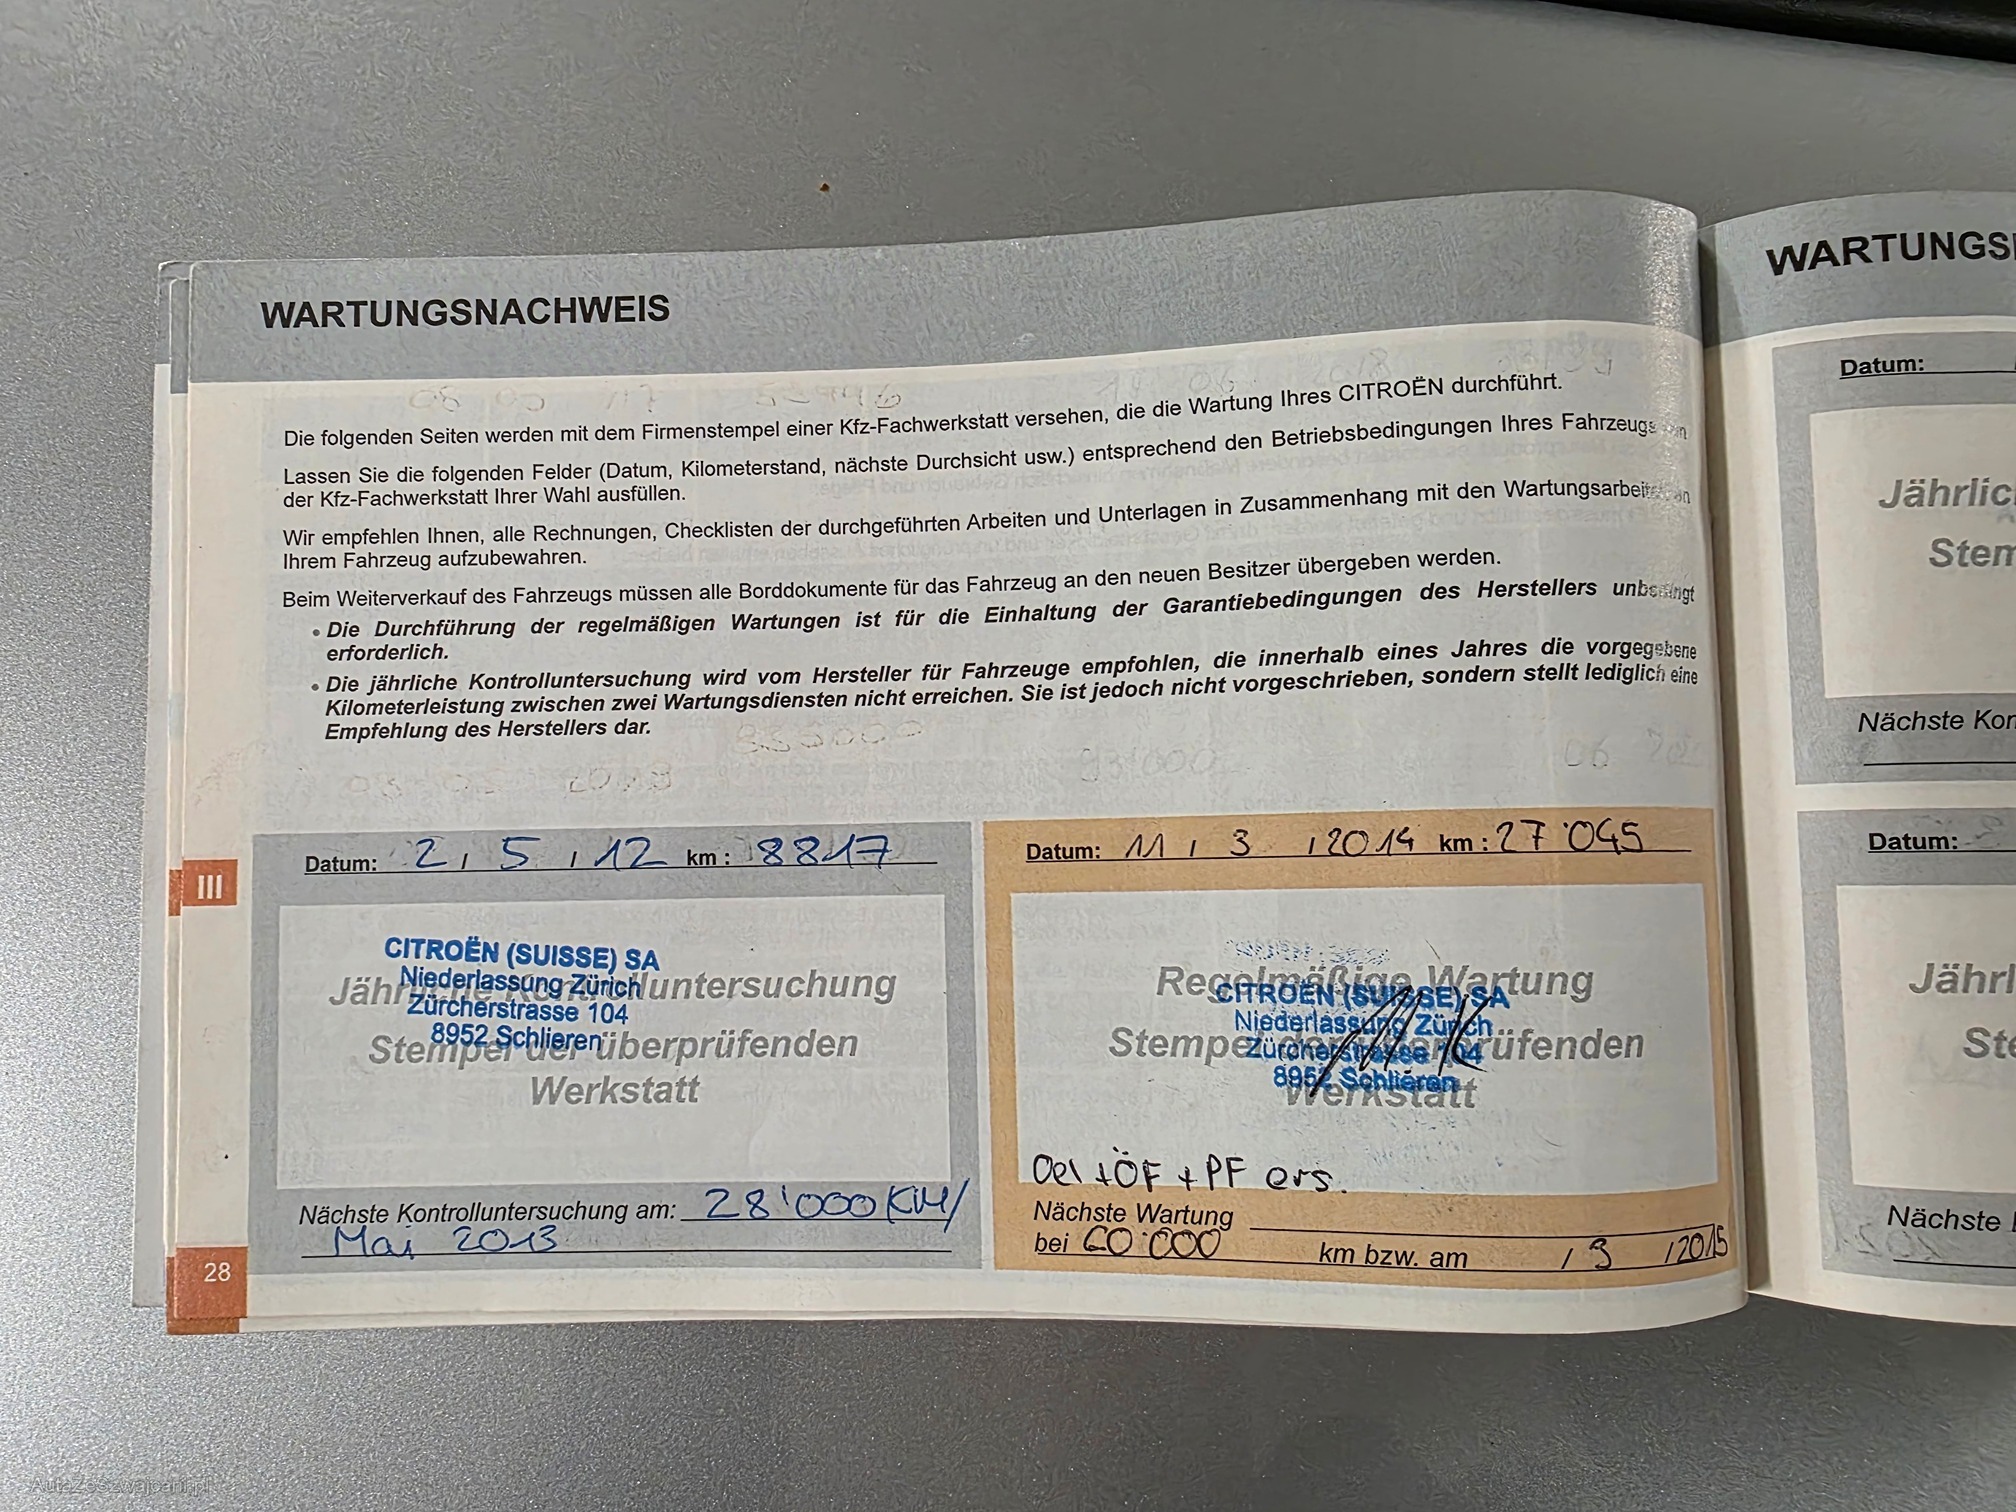 WARTUNGSNACHWEIS
Die folgenden Seiten werden mit dem Firmenstempel einer Kfz-Fachwerkstatt versehen, die die Wartung Ihres CITROËN durchführt.
Lassen Sie die folgenden Felder (Datum, Kilometerstand, nächste Durchsicht usw.) entsprechend den Betriebsbedingungen Ihres Fahrzeugs
der Kfz-Fachwerkstatt Ihrer Wahl ausfüllen.
Wir empfehlen Ihnen, alle Rechnungen, Checklisten der durchgeführten Arbeiten und Unterlagen in Zusammenhang mit den Wartungsarbeiten
Ihrem Fahrzeug aufzubewahren.
Beim Weiterverkauf des Fahrzeugs müssen alle Borddokumente für das Fahrzeug an den neuen Besitzer übergeben werden.
• Die Durchführung der regelmäßigen Wartungen ist für die Einhaltung der Garantiebedingungen des Herstellers unbedingt
erforderlich.
• Die jährliche Kontrolluntersuchung wird vom Hersteller für Fahrzeuge empfohlen, die innerhalb eines Jahres die vorgegebene
Kilometerleistung zwischen zwei Wartungsdiensten nicht erreichen. Sie ist jedoch nicht vorgeschrieben, sondern stellt lediglich eine
Empfehlung des Herstellers dar.
III
Datum: 2 / 5 / 12 km : 8817
CITROËN (SUISSE) SA
Niederlassung Zürich
Zürcherstrasse 104
8952 Schlieren
Jährliche Kontrolluntersuchung
Stempel der überprüfenden
Werkstatt
Nächste Kontrolluntersuchung am: 28'000 KM/
Mai 2013
28
Datum: 11 / 3 / 2014 km : 27'045
Regelmäßige Wartung
Stempel der überprüfenden
Werkstatt
CITROËN (SUISSE) SA
Niederlassung Zürich
Zürcherstrasse 104
8952 Schlieren
Oel + ÖF + PF ers.
Nächste Wartung
bei 60'000 km bzw. am / 3 / 2015
WARTUNGS
Datum:
Jährlic
Stem
Nächste Kon
Datum:
Jährl
Ste
Nächste
AutaZeSzwajcarii.pl